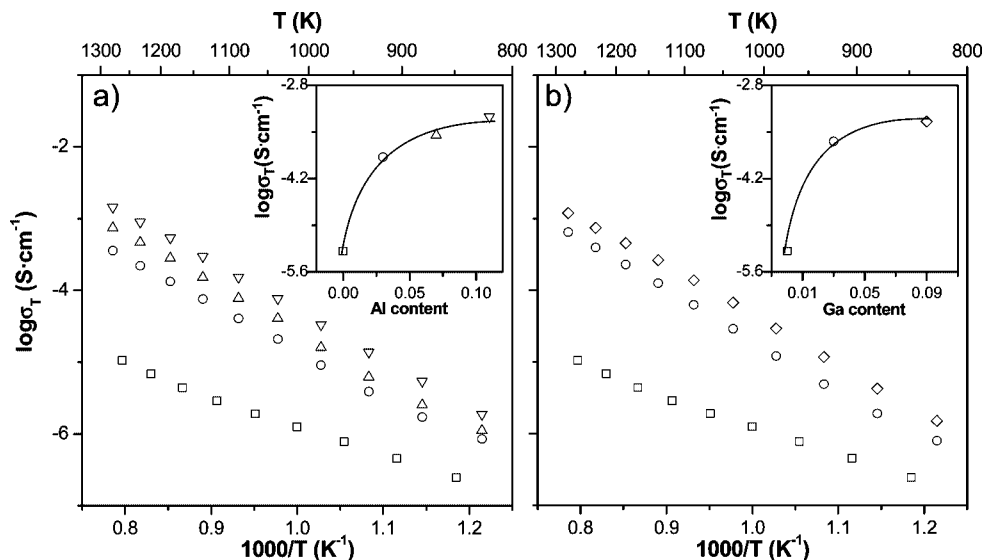 T (K)
T (K)
1300 1200 1100 1000 900 800
1300 1200 1100 1000 900 800
a)
b)
logσT (S·cm-1)
-2
-4
-6
-2.8
-4.2
-5.6
logσT(S·cm-1)
0.00 0.05 0.10
Al content
-2.8
-4.2
-5.6
logσT(S·cm-1)
0.01 0.05 0.09
Ga content
0.8 0.9 1.0 1.1 1.2
0.8 0.9 1.0 1.1 1.2
1000/T (K-1)
1000/T (K-1)